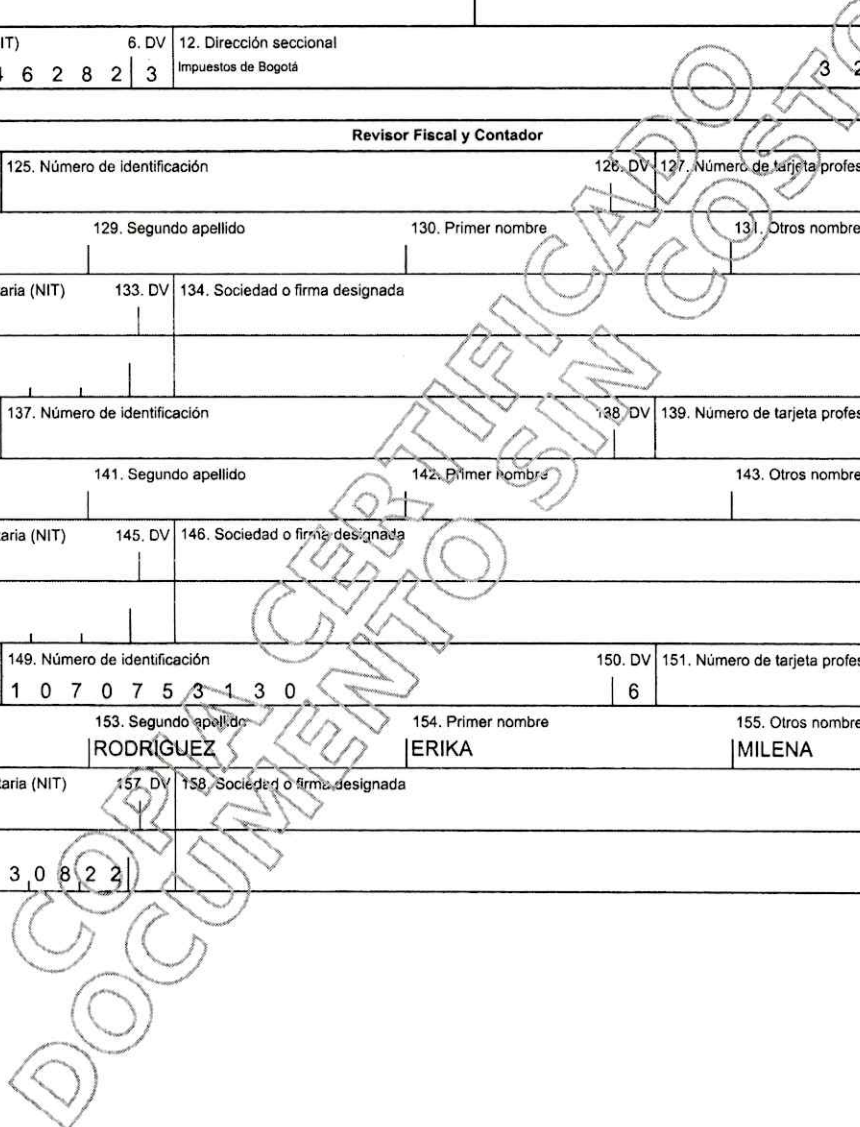 IT) 6. DV 12. Dirección seccional
4 6 2 8 2 3 Impuestos de Bogotá 3 2
Revisor Fiscal y Contador
125. Número de identificación 126. DV 127. Número de tarjeta profes
129. Segundo apellido 130. Primer nombre 131. Otros nombre
aria (NIT) 133. DV 134. Sociedad o firma designada
137. Número de identificación 138. DV 139. Número de tarjeta profes
141. Segundo apellido 142. Primer nombre 143. Otros nombre
aria (NIT) 145. DV 146. Sociedad o firma designada
149. Número de identificación 150. DV 151. Número de tarjeta profes
1 0 7 0 7 5 3 1 3 0 6
153. Segundo apellido 154. Primer nombre 155. Otros nombre
RODRIGUEZ ERIKA MILENA
aria (NIT) 157. DV 158. Sociedad o firma designada
3 0 8 2 2
COPIA CERTIFICADO
DOCUMENTO SIN COSTO